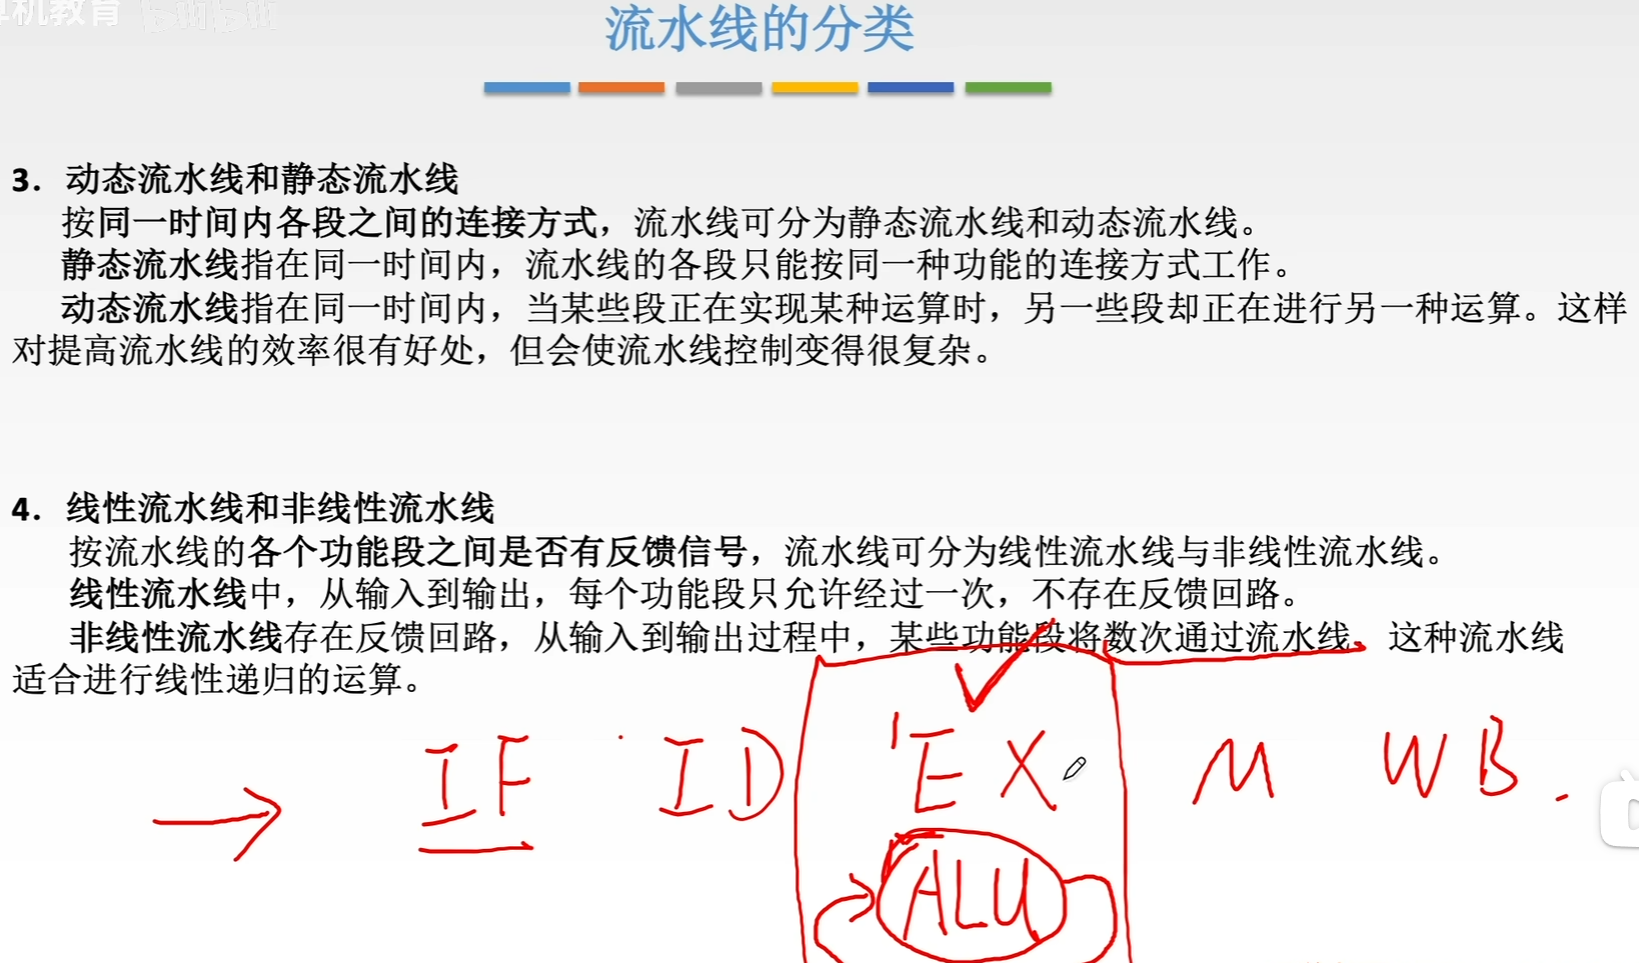 机教育 bilibili
流水线的分类
3. 动态流水线和静态流水线
按同一时间内各段之间的连接方式，流水线可分为静态流水线和动态流水线。
静态流水线指在同一时间内，流水线的各段只能按同一种功能的连接方式工作。
动态流水线指在同一时间内，当某些段正在实现某种运算时，另一些段却正在进行另一种运算。这样
对提高流水线的效率很有好处，但会使流水线控制变得很复杂。
4. 线性流水线和非线性流水线
按流水线的各个功能段之间是否有反馈信号，流水线可分为线性流水线与非线性流水线。
线性流水线中，从输入到输出，每个功能段只允许经过一次，不存在反馈回路。
非线性流水线存在反馈回路，从输入到输出过程中，某些功能段将数次通过流水线，这种流水线
适合进行线性递归的运算。
IF ID EX M WB
ALU